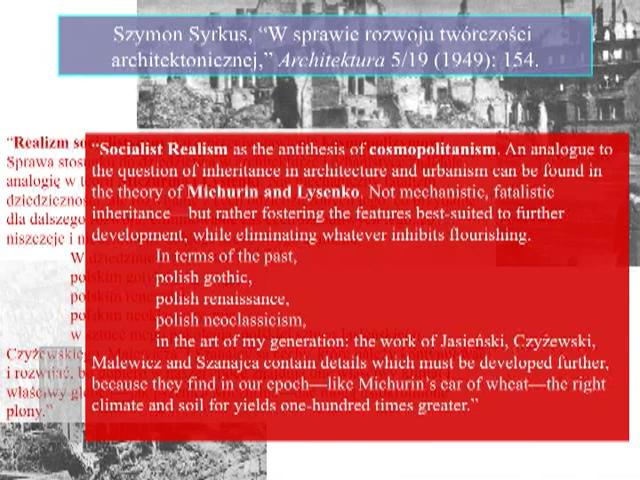 Szymon Syrkus, “W sprawie rozwoju twórczości
architektonicznej,” Architektura 5/19 (1949): 154.
“Realizm so
Sprawa stosu
analogię w t
dziedziczno
dla dalszego
niszczeje i n
W dziedzini
polskim got
polskim ren
polskim neo
w sztuce
Czyżewskie
i rozwijać, b
właściwy gle
plony.”
“Socialist Realism as the antithesis of cosmopolitanism. An analogue to
the question of inheritance in architecture and urbanism can be found in
the theory of Michurin and Lysenko. Not mechanistic, fatalistic
inheritance—but rather fostering the features best-suited to further
development, while eliminating whatever inhibits flourishing.
In terms of the past,
polish gothic,
polish renaissance,
polish neoclassicism,
in the art of my generation: the work of Jasieński, Czyżewski,
Malewicz and Szanajca contain details which must be developed further,
because they find in our epoch—like Michurin's ear of wheat—the right
climate and soil for yields one-hundred times greater.”